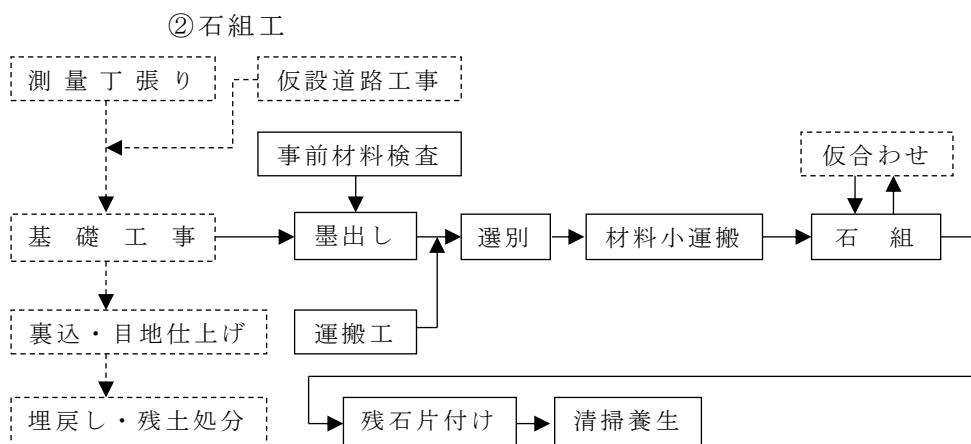 ②石組工
測量丁張り
仮設道路工事
事前材料検査
仮合わせ
基礎工事
墨出し
選別
材料小運搬
石組
裏込・目地仕上げ
運搬工
埋戻し・残土処分
残石片付け
清掃養生